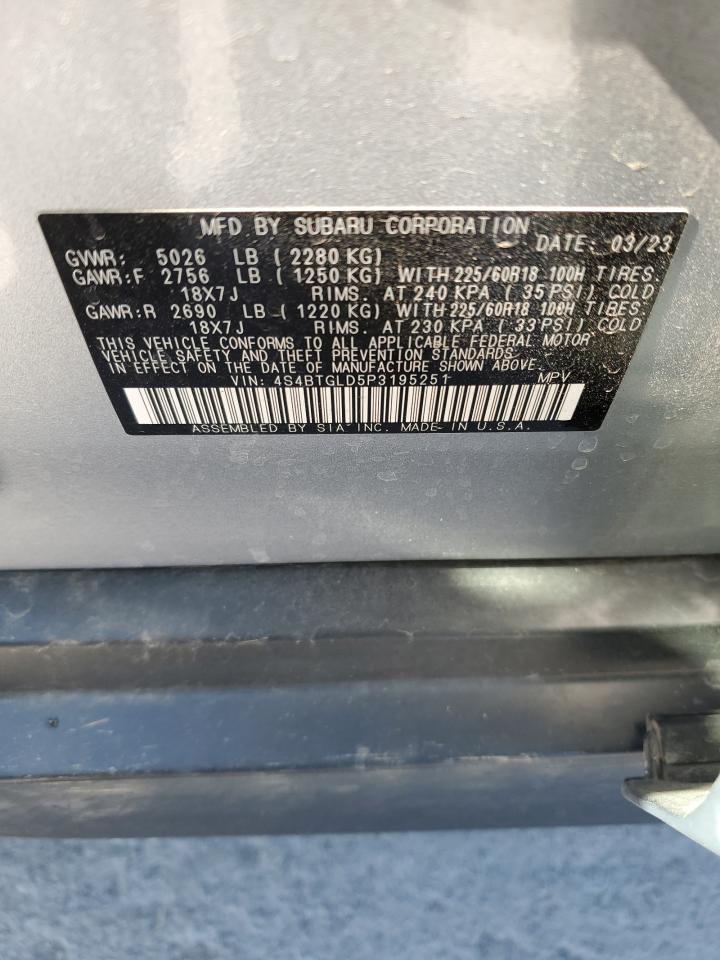 MFD BY SUBARU CORPORATION
DATE: 03/23
GVWR: 5026 LB (2280 KG)
GAWR:F 2756 LB (1250 KG) WITH 225/60R18 100H TIRES.
18X7J RIMS. AT 240 KPA (35 PSI) COLD
GAWR:R 2690 LB (1220 KG) WITH 225/60R18 100H TIRES.
18X7J RIMS. AT 230 KPA (33 PSI) COLD
THIS VEHICLE CONFORMS TO ALL APPLICABLE FEDERAL MOTOR
VEHICLE SAFETY AND THEFT PREVENTION STANDARDS
IN EFFECT ON THE DATE OF MANUFACTURE SHOWN ABOVE.
VIN: 4S4BTGLD5P3195251 MPV
ASSEMBLED BY SIA INC. MADE IN U.S.A.